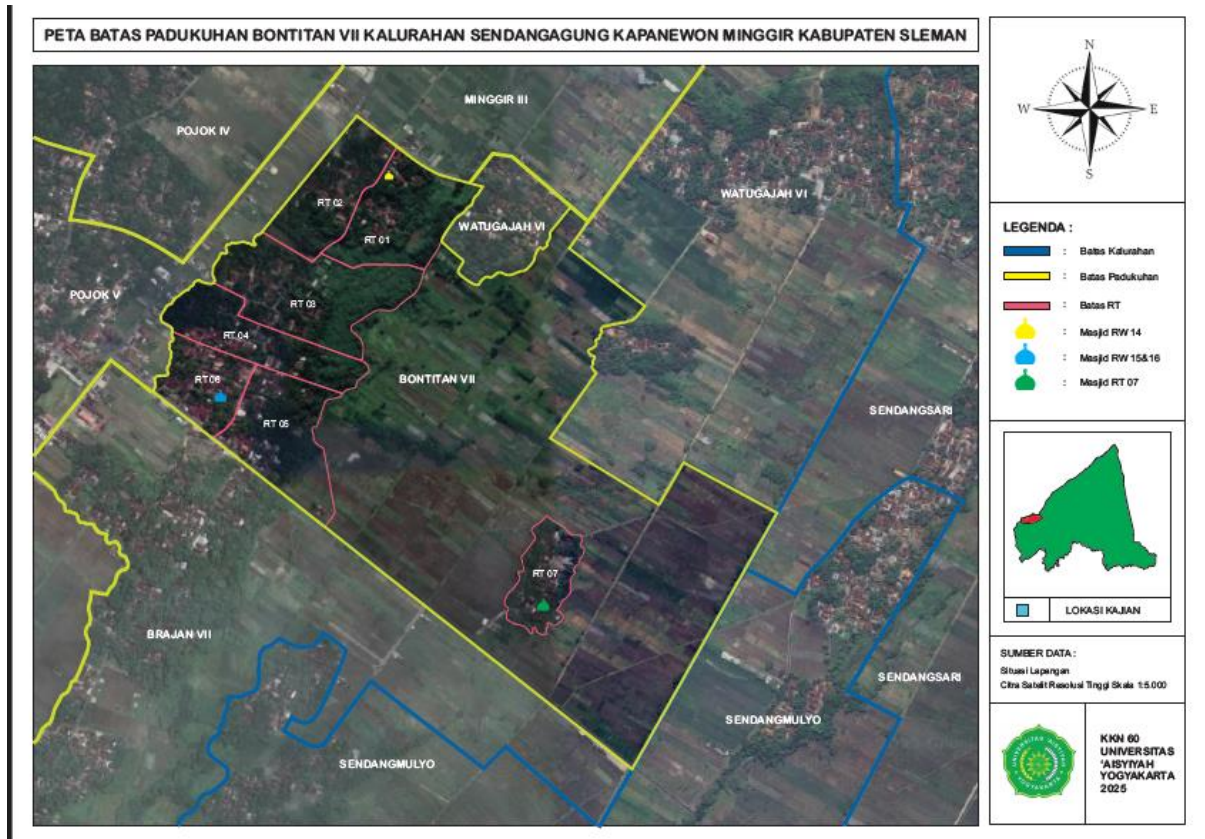 PETA BATAS PADUKUHAN BONTITAN VII KALURAHAN SENDANGAGUNG KAPANEWON MINGGIR KABUPATEN SLEMAN
MINGGIR III
POJOK IV
WATUGAJAH VI
RT 02
WATUGAJAH VI
RT 01
POJOK V
RT 03
RT 04
RT 06
BONTITAN VII
SENDANGSARI
RT 05
RT 07
BRAJAN VII
SENDANGSARI
SENDANGMULYO
SENDANGMULYO
N
W
E
S
LEGENDA :
: Batas Kalurahan
: Batas Padukuhan
: Batas RT
: Masjid RW 14
: Masjid RW 15&16
: Masjid RT 07
LOKASI KAJIAN
SUMBER DATA :
Situasi Lapangan
Citra Satelit Resolusi Tinggi Skala 1:5.000
UNIVERSITAS 'AISYIYAH
YOGYAKARTA
KKN 60
UNIVERSITAS
'AISYIYAH
YOGYAKARTA
2025